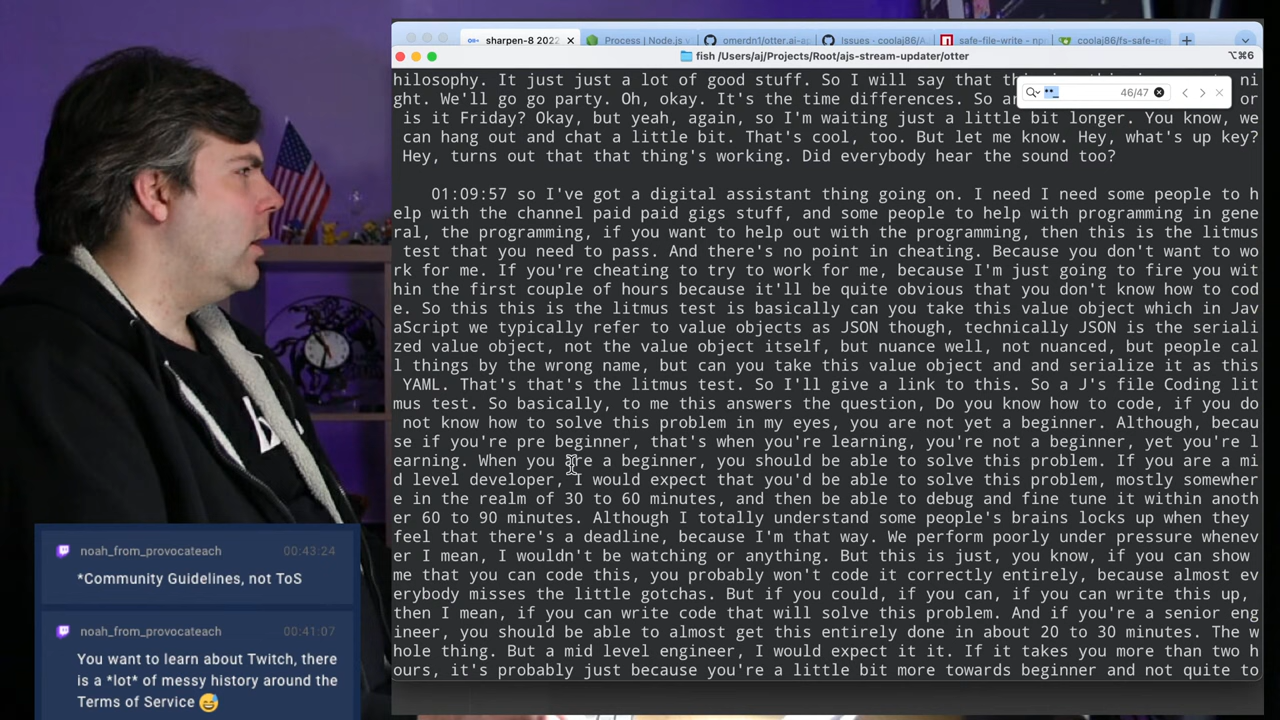 sharpen-8 2022
Process | Node.js v
omerdn1/otter.ai-ap
Issues · coolaj86/
safe-file-write - np
coolaj86/fs-safe-re
fish /Users/aj/Projects/Root/ajs-stream-updater/otter
⌥⌘6
46/47
hilosophy. It just just a lot of good stuff. So I will say that th ni
ght. We'll go go party. Oh, okay. It's the time differences. So ar or
is it Friday? Okay, but yeah, again, so I'm waiting just a little bit longer. You know, we
can hang out and chat a little bit. That's cool, too. But let me know. Hey, what's up key?
Hey, turns out that that thing's working. Did everybody hear the sound too?
01:09:57 so I've got a digital assistant thing going on. I need I need some people to h
elp with the channel paid paid gigs stuff, and some people to help with programming in gene
ral, the programming, if you want to help out with the programming, then this is the litmus
test that you need to pass. And there's no point in cheating. Because you don't want to wo
rk for me. If you're cheating to try to work for me, because I'm just going to fire you wit
hin the first couple of hours because it'll be quite obvious that you don't know how to cod
e. So this this is the litmus test is basically can you take this value object which in Jav
aScript we typically refer to value objects as JSON though, technically JSON is the seriali
zed value object, not the value object itself, but nuance well, not nuanced, but people cal
l things by the wrong name, but can you take this value object and and serialize it as this
YAML. That's that's the litmus test. So I'll give a link to this. So a J's file Coding lit
mus test. So basically, to me this answers the question, Do you know how to code, if you do
not know how to solve this problem in my eyes, you are not yet a beginner. Although, becau
se if you're pre beginner, that's when you're learning, you're not a beginner, yet you're l
earning. When you are a beginner, you should be able to solve this problem. If you are a mi
d level developer, I would expect that you'd be able to solve this problem, mostly somewher
e in the realm of 30 to 60 minutes, and then be able to debug and fine tune it within anoth
er 60 to 90 minutes. Although I totally understand some people's brains locks up when they
feel that there's a deadline, because I'm that way. We perform poorly under pressure whenev
er I mean, I wouldn't be watching or anything. But this is just, you know, if you can show
me that you can code this, you probably won't code it correctly entirely, because almost ev
erybody misses the little gotchas. But if you could, if you can, if you can write this up,
then I mean, if you can write code that will solve this problem. And if you're a senior eng
ineer, you should be able to almost get this entirely done in about 20 to 30 minutes. The w
hole thing. But a mid level engineer, I would expect it it. If it takes you more than two h
ours, it's probably just because you're a little bit more towards beginner and not quite to
noah_from_provocateach 00:43:24
*Community Guidelines, not ToS
noah_from_provocateach 00:41:07
You want to learn about Twitch, there
is a *lot* of messy history around the
Terms of Service 😅